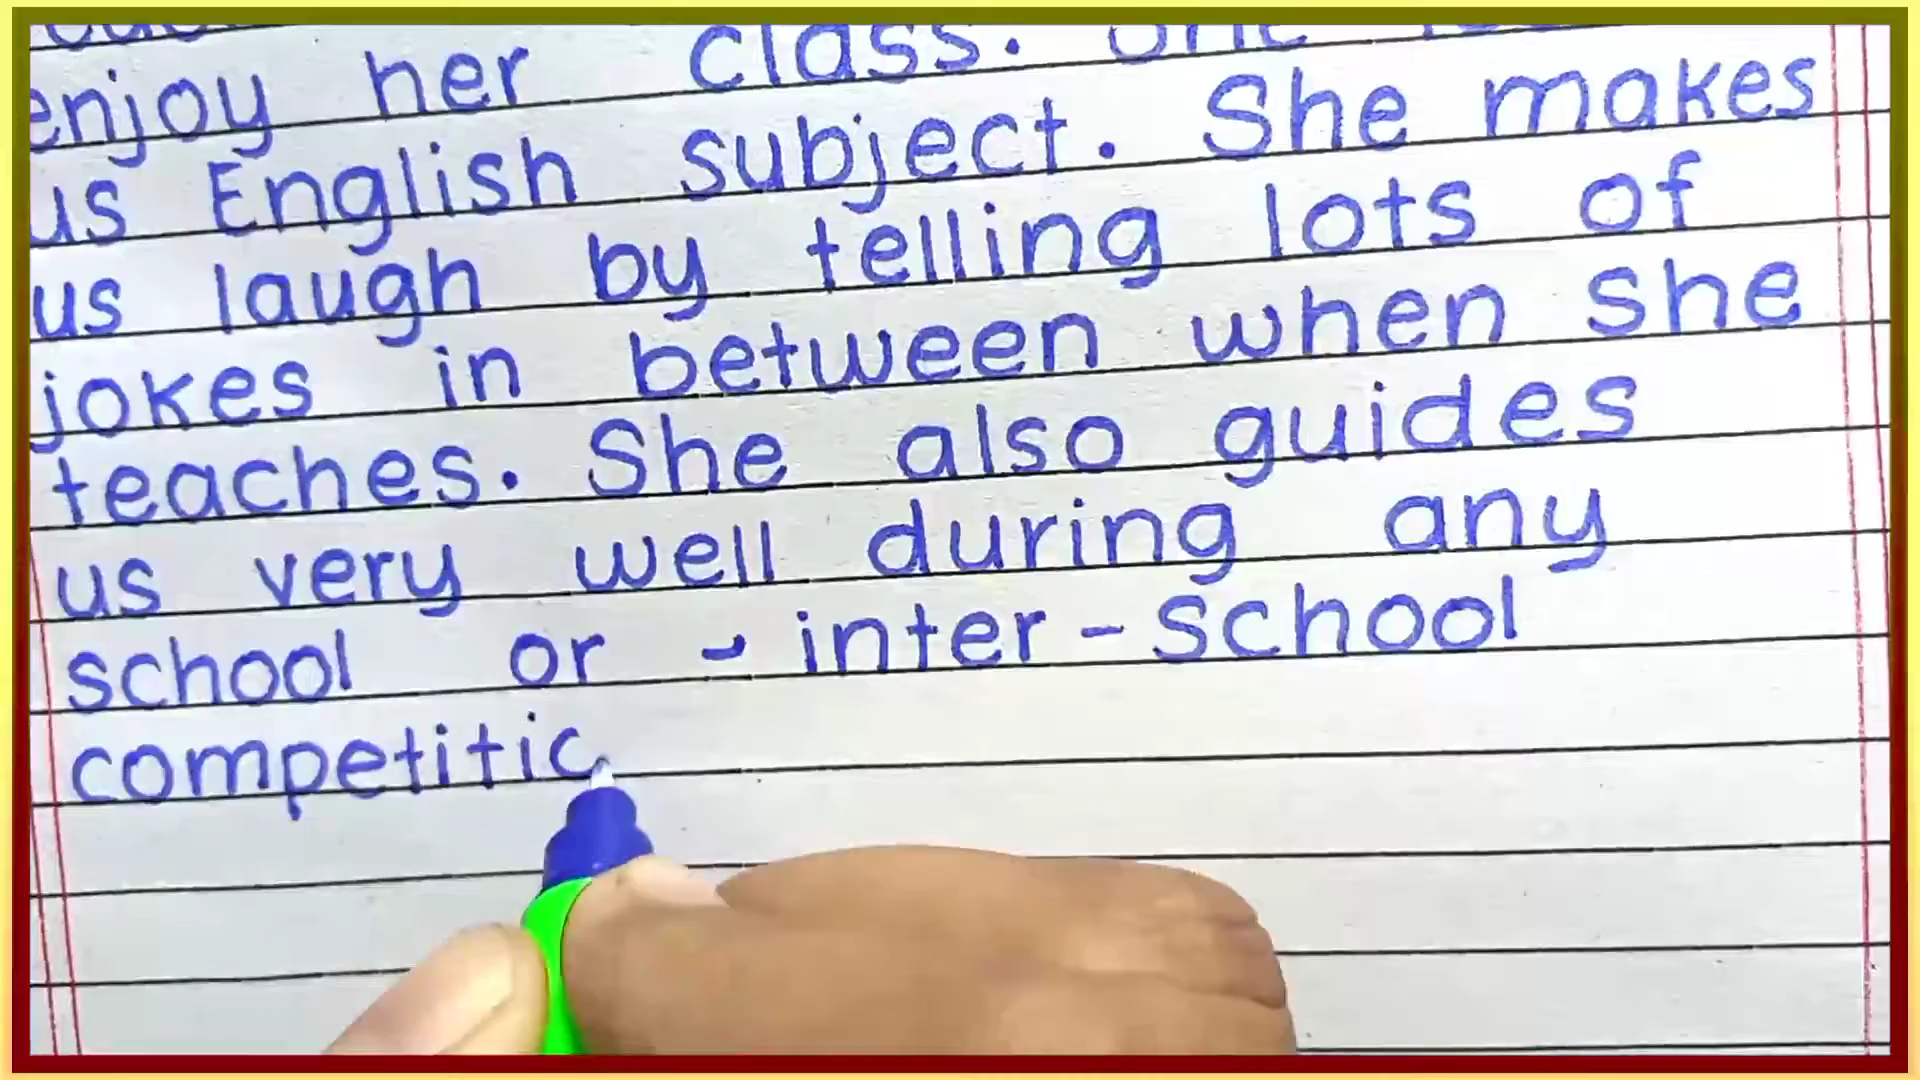 enjoy her class.
us English subject. She makes
us laugh by telling lots of
jokes in between when she
teaches. She also guides
us very well during any
school or - inter-school
competitic